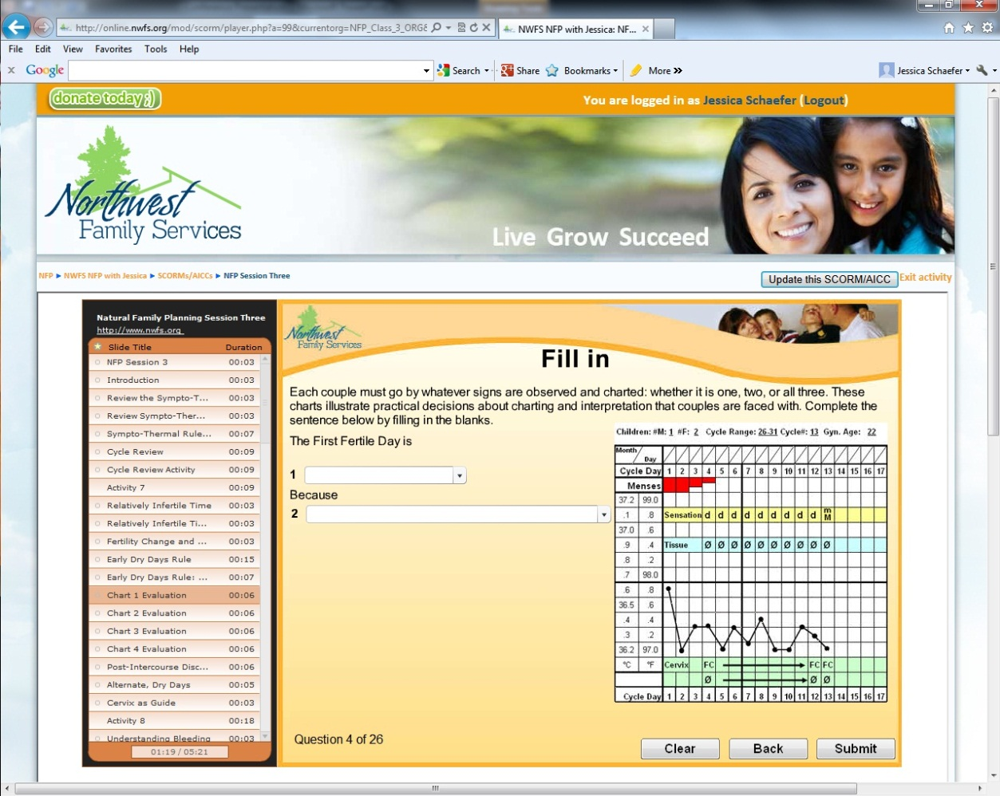 http://online.nwfs.org/mod/scorm/player.php?a=99&currentorg=NFP_Class_3_ORG&
NWFS NFP with Jessica: NF...
File Edit View Favorites Tools Help
x Google Search Share Bookmarks More » Jessica Schaefer
donate today ;)
You are logged in as Jessica Schaefer (Logout)
Northwest
Family Services
Live Grow Succeed
NFP ► NWFS NFP with Jessica ► SCORMs/AICCs ► NFP Session Three
Update this SCORM/AICC Exit activity
Natural Family Planning Session Three
http://www.nwfs.org
Slide Title Duration
NFP Session 3 00:03
Introduction 00:03
Review the Sympto-T... 00:03
Review Sympto-Ther... 00:03
Sympto-Thermal Rule... 00:07
Cycle Review 00:09
Cycle Review Activity 00:09
Activity 7 00:09
Relatively Infertile Time 00:03
Relatively Infertile Ti... 00:03
Fertility Change and ... 00:03
Early Dry Days Rule 00:15
Early Dry Days Rule: ... 00:07
Chart 1 Evaluation 00:06
Chart 2 Evaluation 00:06
Chart 3 Evaluation 00:06
Chart 4 Evaluation 00:06
Post-Intercourse Disc... 00:06
Alternate, Dry Days 00:05
Cervix as Guide 00:03
Activity 8 00:18
Understanding Bleeding 00:03
01:19 / 05:21
Northwest
Family Services
Fill in
Each couple must go by whatever signs are observed and charted: whether it is one, two, or all three. These
charts illustrate practical decisions about charting and interpretation that couples are faced with. Complete the
sentence below by filling in the blanks.
The First Fertile Day is
1
Because
2
Children: #M: 1 #F: 2 Cycle Range: 26-31 Cycle#: 13 Gyn. Age: 22
Month/
Day
Cycle Day 1 2 3 4 5 6 7 8 9 10 11 12 13 14 15 16 17
Menses
37.2 99.0
.1 .8 Sensation d d d d d d d d d m
M
37.0 .6
.9 .4 Tissue Ø Ø Ø Ø Ø Ø Ø Ø Ø Ø
.8 .2
.7 98.0
.6 .8
36.5 .6
.4 .4
.3 .2
36.2 97.0
°C °F Cervix FC FC FC
Ø Ø Ø
Cycle Day 1 2 3 4 5 6 7 8 9 10 11 12 13 14 15 16 17
Question 4 of 26
Clear Back Submit